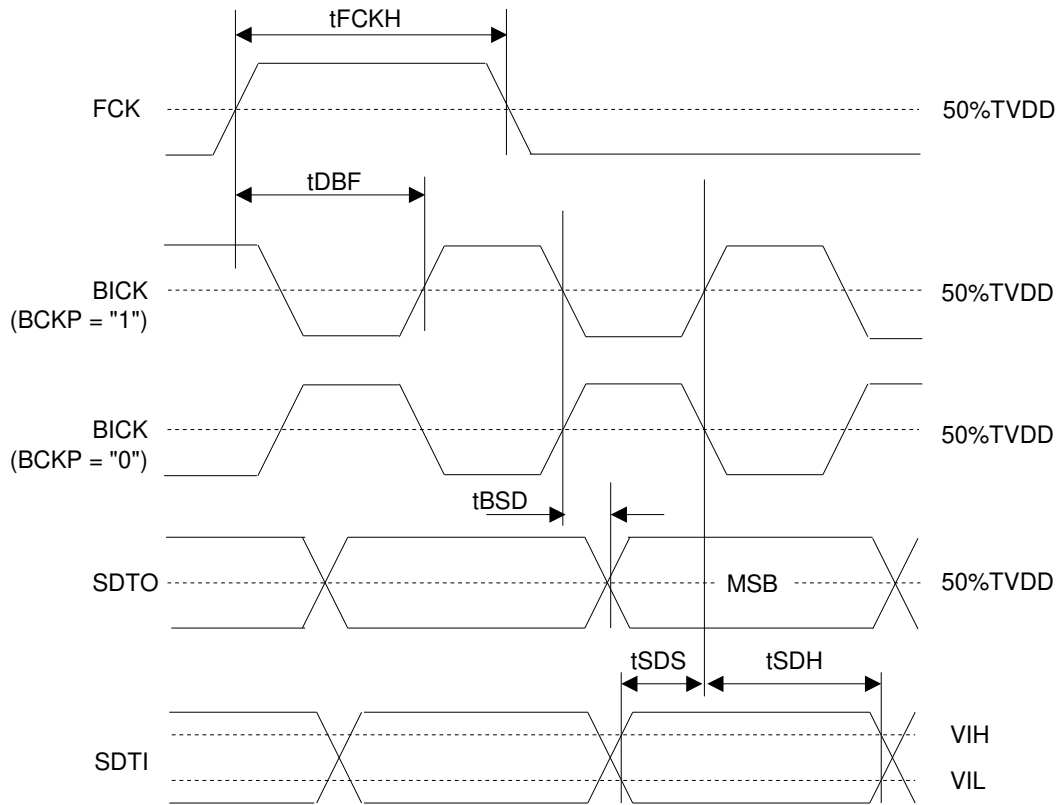 tFCKH
FCK
50%TVDD
tDBF
BICK
(BCKP = "1")
50%TVDD
BICK
(BCKP = "0")
50%TVDD
tBSD
SDTO
MSB
50%TVDD
tSDS
tSDH
SDTI
VIH
VIL